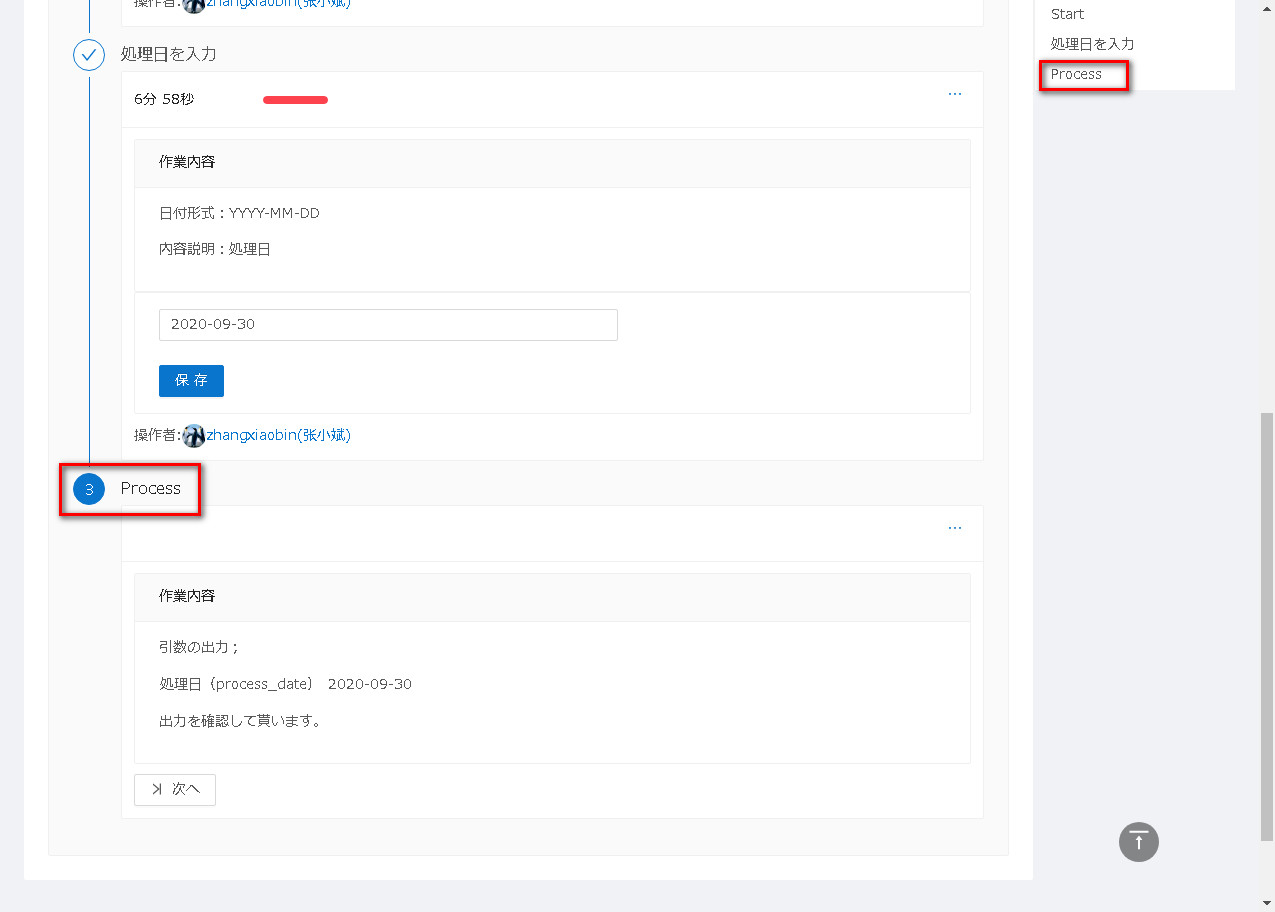 操作者:zhangxiaobin(张小斌)
処理日を入力
6分 58秒
...
作業内容
日付形式：YYYY-MM-DD
内容説明：処理日
2020-09-30
保 存
操作者:zhangxiaobin(张小斌)
3 Process
...
作業内容
引数の出力；
処理日（process_date） 2020-09-30
出力を確認して貰います。
次へ
Start
処理日を入力
Process